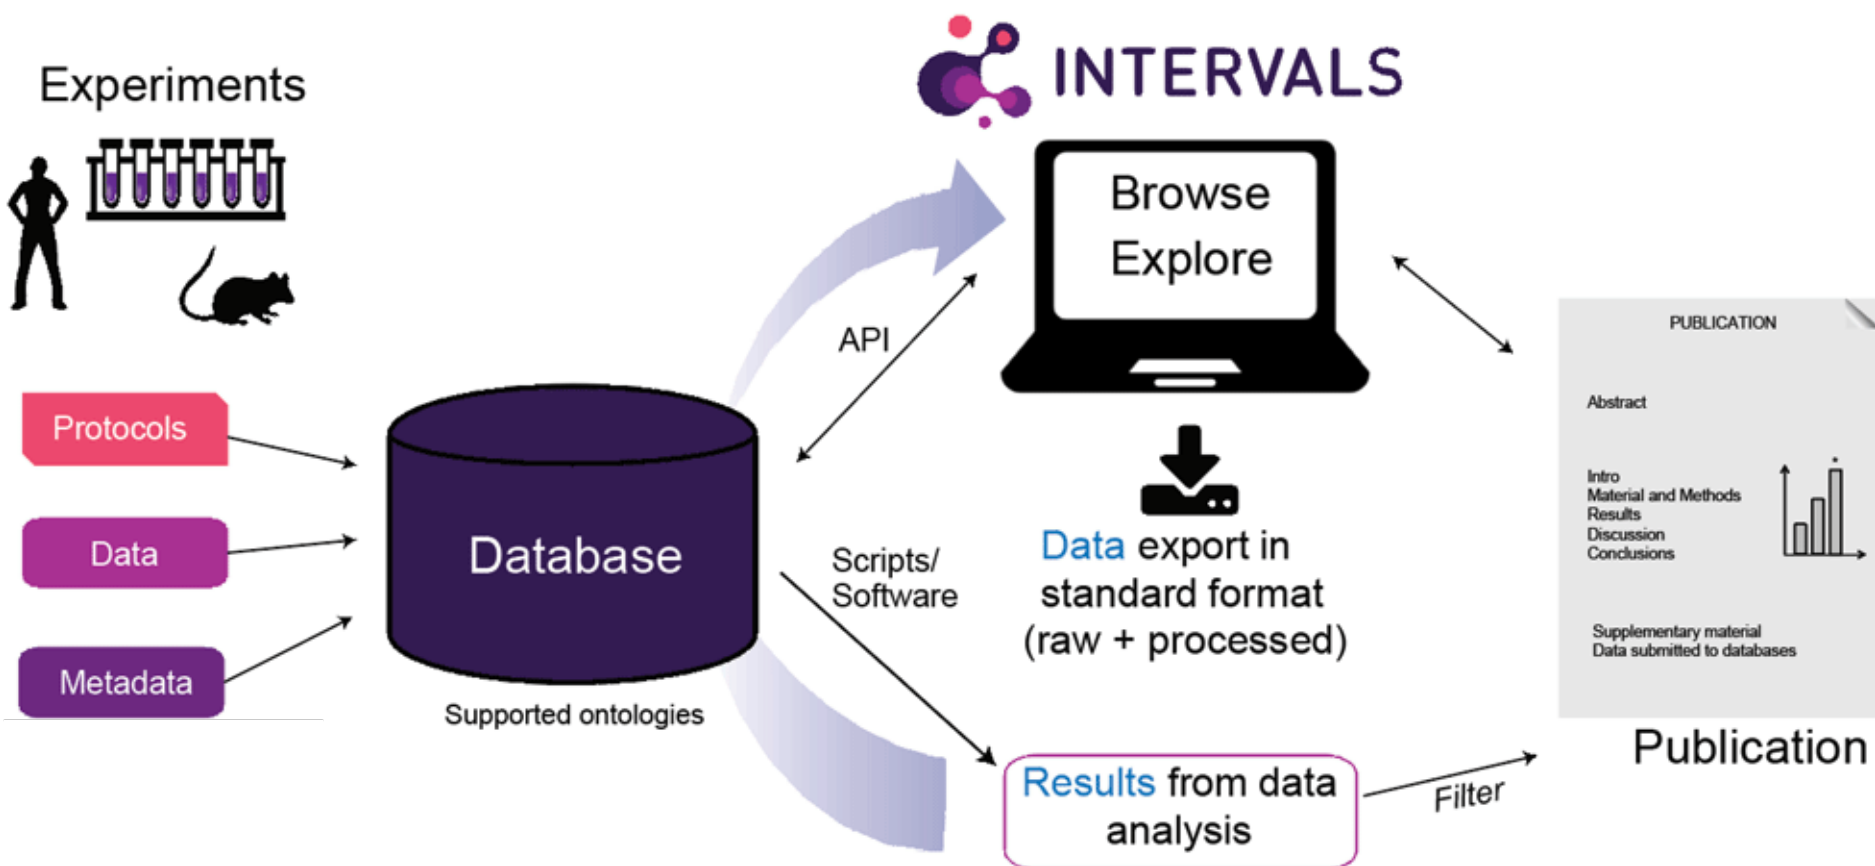 INTERVALS
Experiments
Browse
Explore
API
PUBLICATION
Abstract
Protocols
Intro
Material and Methods
Results
Discussion
Conclusions
*
Data
Database
Scripts/
Software
Data export in
standard format
(raw + processed)
Supplementary material
Data submitted to databases
Metadata
Supported ontologies
Publication
Results from data
analysis
Filter